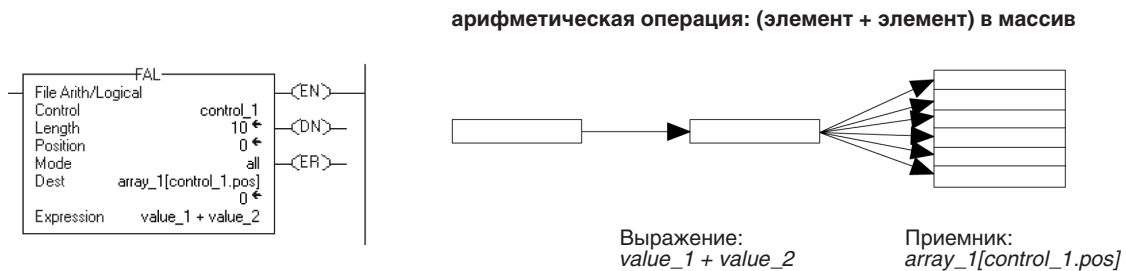 арифметическая операция: (элемент + элемент) в массив
FAL
File Arith/Logical
Control control_1
Length 10
Position 0
Mode all
Dest array_1[control_1.pos]
0
Expression value_1 + value_2
EN
DN
ER
Выражение:
value_1 + value_2
Приемник:
array_1[control_1.pos]